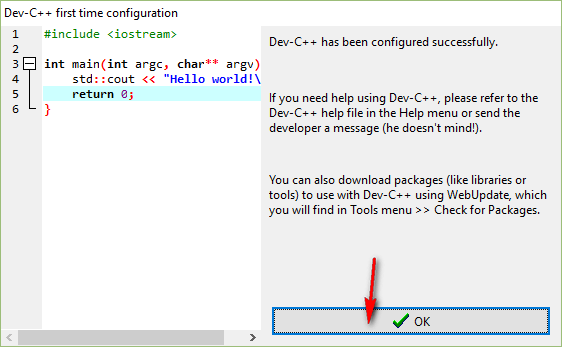 Dev-C++ first time configuration
1 #include <iostream>
2
3 int main(int argc, char** argv)
4 std::cout << "Hello world!\
5 return 0;
6 }
Dev-C++ has been configured successfully.
If you need help using Dev-C++, please refer to the
Dev-C++ help file in the Help menu or send the
developer a message (he doesn't mind!).
You can also download packages (like libraries or
tools) to use with Dev-C++ using WebUpdate, which
you will find in Tools menu >> Check for Packages.
OK